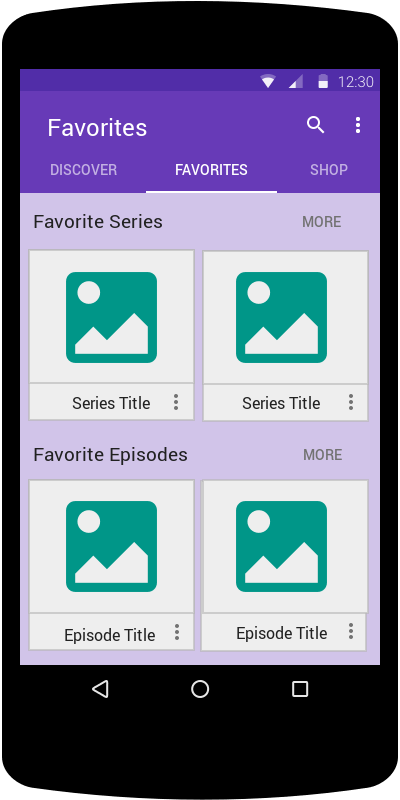 12:30
Favorites
DISCOVER FAVORITES SHOP
Favorite Series MORE
Series Title Series Title
Favorite Episodes MORE
Episode Title Episode Title